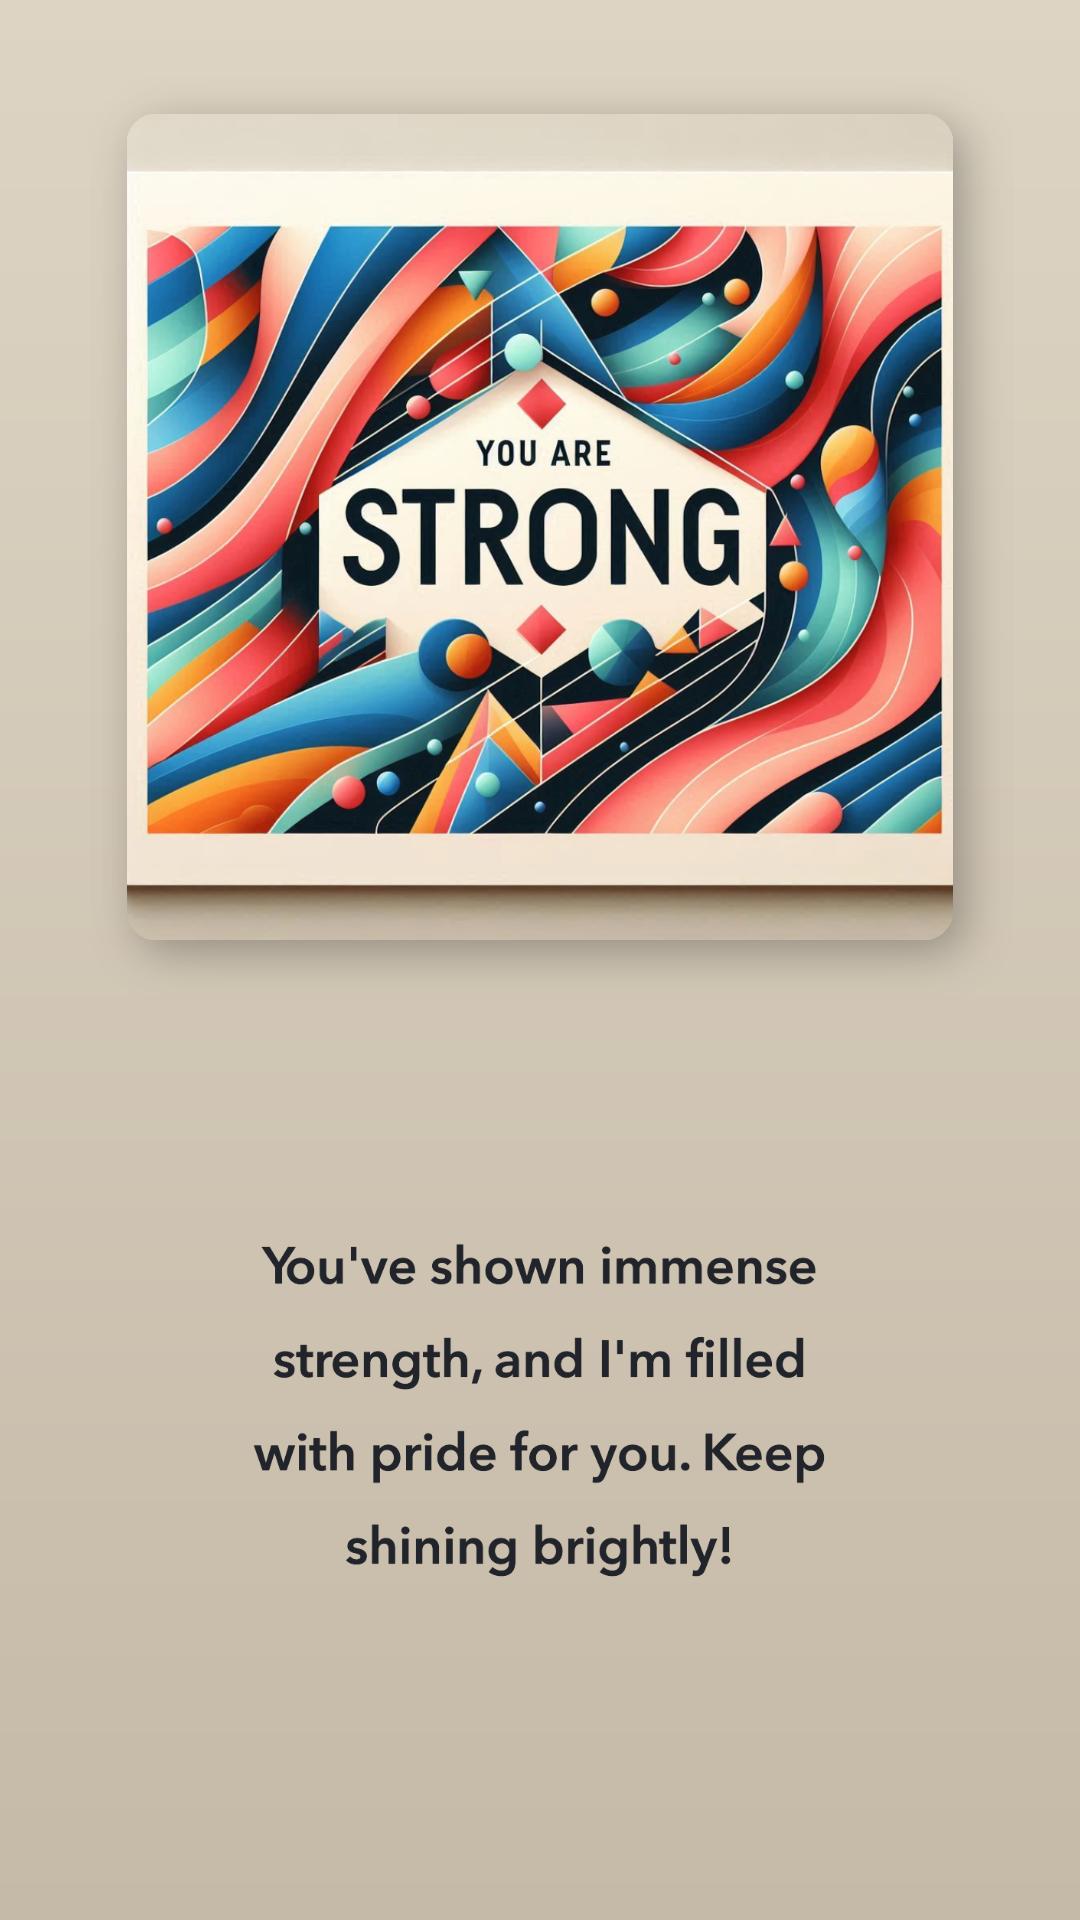 YOU ARE
STRONG
You've shown immense
strength, and I'm filled
with pride for you. Keep
shining brightly!